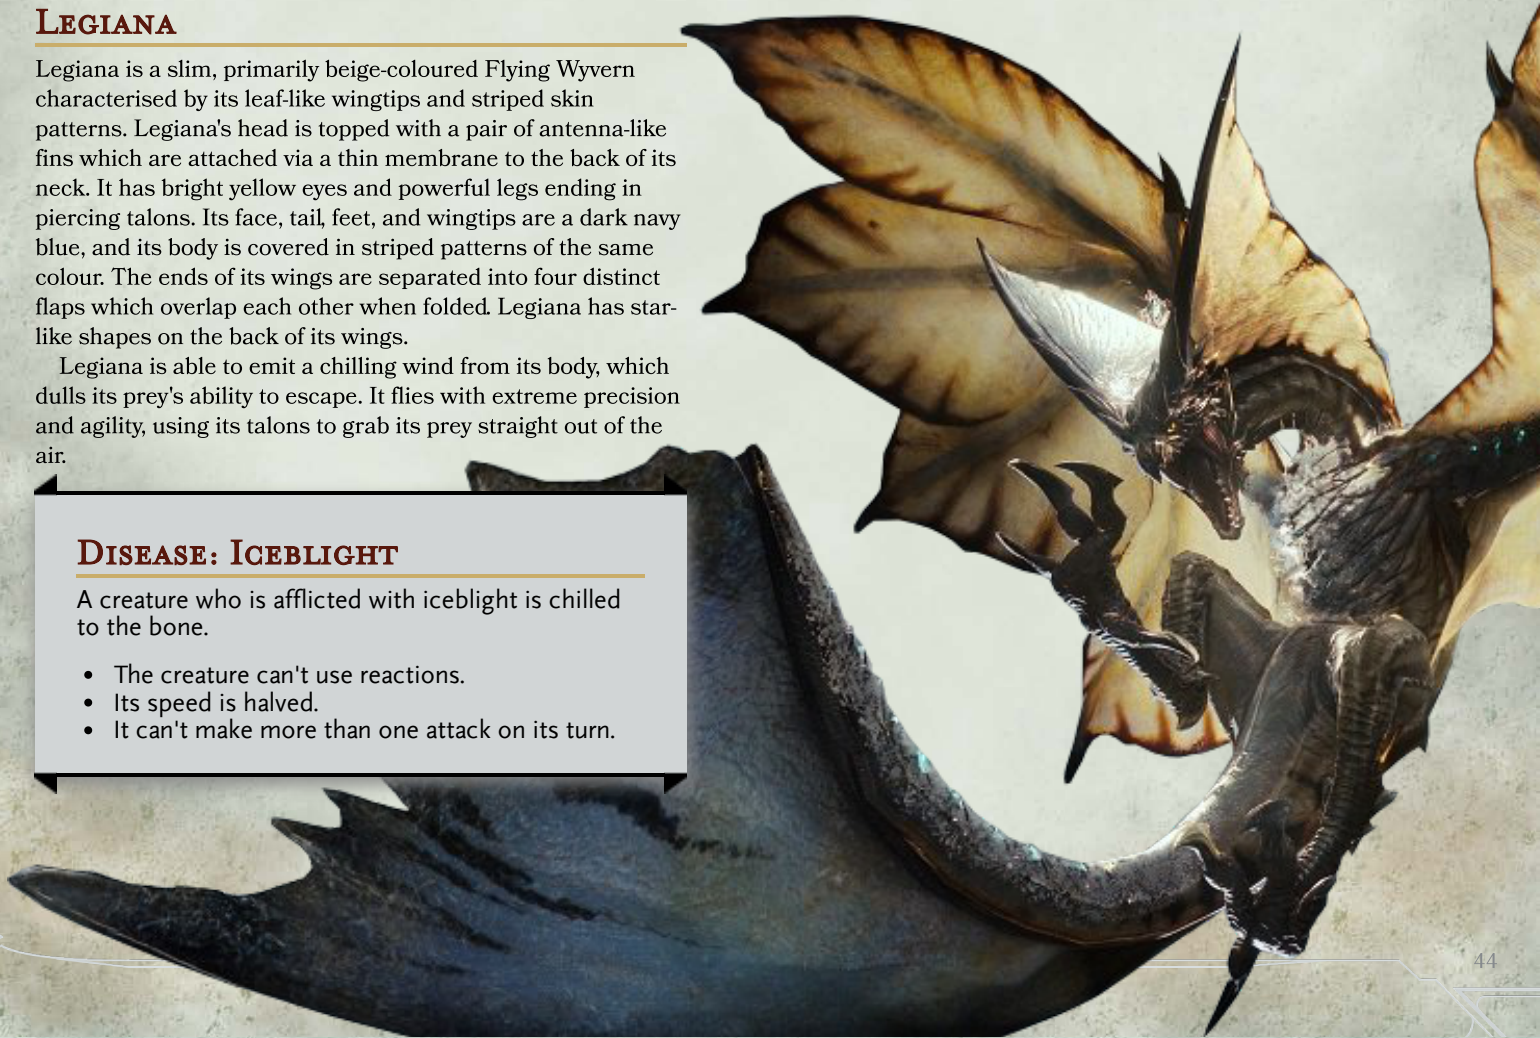 Legiana
Legiana is a slim, primarily beige-coloured Flying Wyvern
characterised by its leaf-like wingtips and striped skin
patterns. Legiana's head is topped with a pair of antenna-like
fins which are attached via a thin membrane to the back of its
neck. It has bright yellow eyes and powerful legs ending in
piercing talons. Its face, tail, feet, and wingtips are a dark navy
blue, and its body is covered in striped patterns of the same
colour. The ends of its wings are separated into four distinct
flaps which overlap each other when folded. Legiana has star-
like shapes on the back of its wings.
Legiana is able to emit a chilling wind from its body, which
dulls its prey's ability to escape. It flies with extreme precision
and agility, using its talons to grab its prey straight out of the
air.
Disease: Iceblight
A creature who is afflicted with iceblight is chilled
to the bone.
• The creature can't use reactions.
• Its speed is halved.
• It can't make more than one attack on its turn.
44